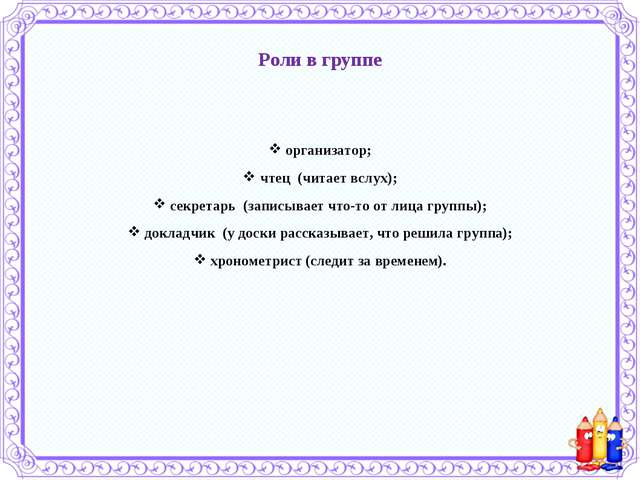 Роли в группе
❖ организатор;
❖ чтец (читает вслух);
❖ секретарь (записывает что-то от лица группы);
❖ докладчик (у доски рассказывает, что решила группа);
❖ хронометрист (следит за временем).